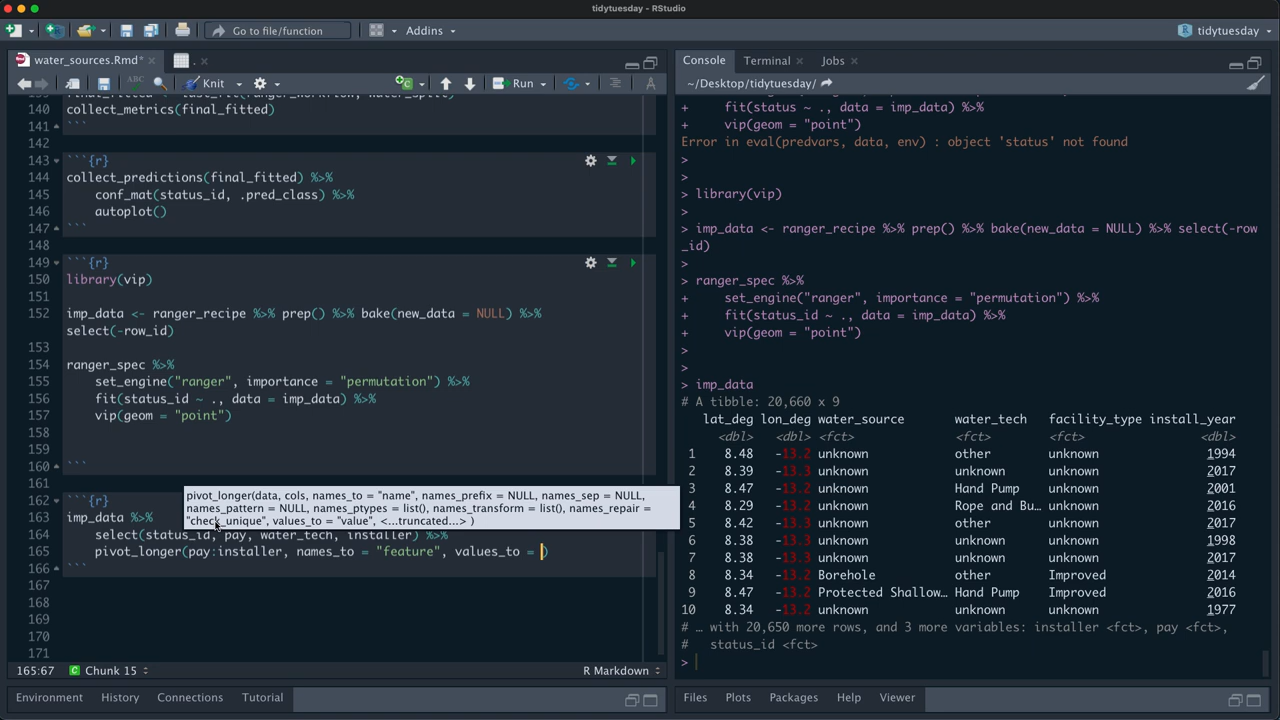 tidytuesday - RStudio
Go to file/function
Addins
tidytuesday
water_sources.Rmd*
Knit
Run
139
140 collect_metrics(final_fitted)
141 ```
142
143 ```{r}
144 collect_predictions(final_fitted) %>%
145 conf_mat(status_id, .pred_class) %>%
146 autoplot()
147 ```
148
149 ```{r}
150 library(vip)
151
152 imp_data <- ranger_recipe %>% prep() %>% bake(new_data = NULL) %>%
select(-row_id)
153
154 ranger_spec %>%
155 set_engine("ranger", importance = "permutation") %>%
156 fit(status_id ~ ., data = imp_data) %>%
157 vip(geom = "point")
158
159
160 ```
161
162 ```{r}
pivot_longer(data, cols, names_to = "name", names_prefix = NULL, names_sep = NULL,
names_pattern = NULL, names_ptypes = list(), names_transform = list(), names_repair =
"check_unique", values_to = "value", <...truncated...> )
163 imp_data %>%
164 select(status_id, pay, water_tech, installer) %>%
165 pivot_longer(pay:installer, names_to = "feature", values_to = )
166 ```
167
168
169
170
171
165:67 Chunk 15 R Markdown
Environment History Connections Tutorial
Console Terminal Jobs
~/Desktop/tidytuesday/
+ fit(status ~ ., data = imp_data) %>%
+ vip(geom = "point")
Error in eval(predvars, data, env) : object 'status' not found
>
>
> library(vip)
>
> imp_data <- ranger_recipe %>% prep() %>% bake(new_data = NULL) %>% select(-row
_id)
>
> ranger_spec %>%
+ set_engine("ranger", importance = "permutation") %>%
+ fit(status_id ~ ., data = imp_data) %>%
+ vip(geom = "point")
>
>
> imp_data
# A tibble: 20,660 x 9
lat_deg lon_deg water_source water_tech facility_type install_year
<dbl> <dbl> <fct> <fct> <fct> <dbl>
1 8.48 -13.2 unknown other unknown 1994
2 8.39 -13.3 unknown unknown unknown 2017
3 8.47 -13.2 unknown Hand Pump unknown 2001
4 8.29 -13.2 unknown Rope and Bu… unknown 2010
5 8.42 -13.3 unknown other unknown 2017
6 8.38 -13.3 unknown other unknown 1998
7 8.38 -13.3 unknown unknown unknown 2017
8 8.34 -13.2 Borehole other Improved 2014
9 8.47 -13.2 Protected Shallow… Hand Pump Improved 2016
10 8.34 -13.2 unknown unknown unknown 1977
# … with 20,650 more rows, and 3 more variables: installer <fct>, pay <fct>,
# status_id <fct>
>
Files Plots Packages Help Viewer